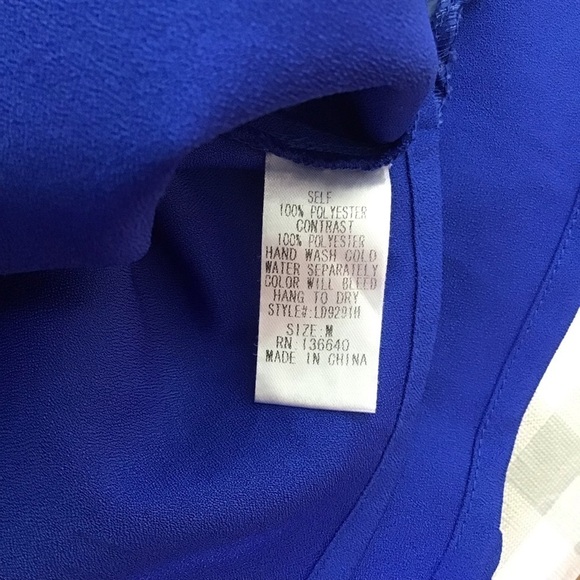 SELF
100% POLYESTER
CONTRAST
100% POLYESTER
HAND WASH COLD
WATER SEPARATELY
COLOR WILL BLEED
HANG TO DRY
STYLE#:LD9291H
SIZE:M
RN:136640
MADE IN CHINA